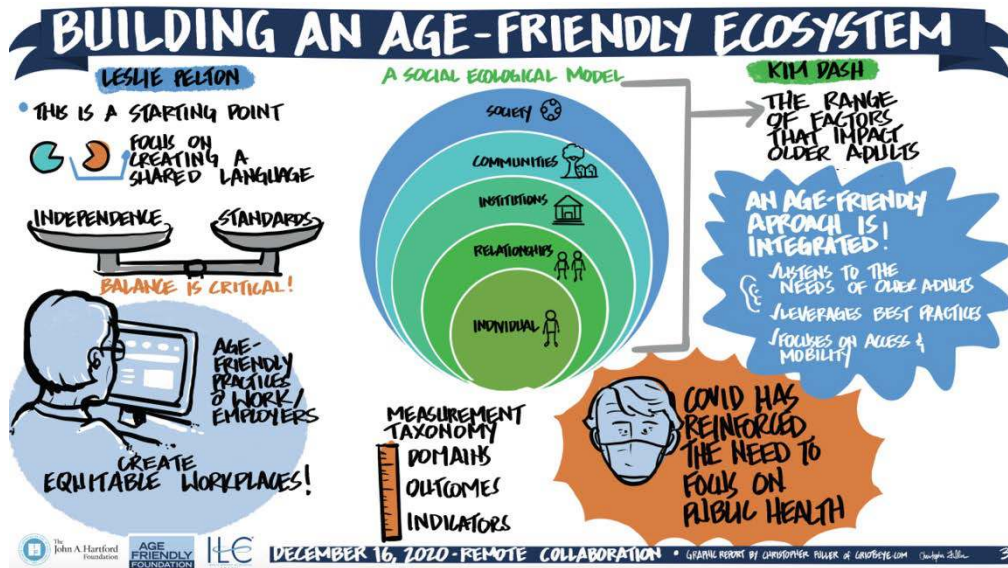 BUILDING AN AGE-FRIENDLY ECOSYSTEM
LESLIE PELTON
THIS IS A STARTING POINT
FOCUS ON
CREATING A
SHARED LANGUAGE
INDEPENDENCE
STANDARDS
BALANCE IS CRITICAL!
AGE-
FRIENDLY
PRACTICES
@ WORK/
EMPLOYERS
CREATE
EQUITABLE WORKPLACES!
A SOCIAL ECOLOGICAL MODEL
SOCIETY
COMMUNITIES
INSTITUTIONS
RELATIONSHIPS
INDIVIDUAL
MEASUREMENT
TAXONOMY
DOMAINS
OUTCOMES
INDICATORS
KIM DASH
THE RANGE
OF FACTORS
THAT IMPACT
OLDER ADULTS
AN AGE-FRIENDLY
APROACH IS
INTEGRATED!
✓LISTENS TO THE
NEEDS OF OLDER ADULTS
✓LEVERAGES BEST PRACTICES
✓FOCUSES ON ACCESS &
MOBILITY
COVID HAS
REINFORCED
THE NEED TO
FOCUS ON
PUBLIC HEALTH
The
John A. Hartford
Foundation
AGE
FRIENDLY
FOUNDATION
ILC
DECEMBER 16, 2020 - REMOTE COLLABORATION • GRAPHIC REPORT BY CHRISTOPHER FULLER OF GRIOTSEYE.COM
3